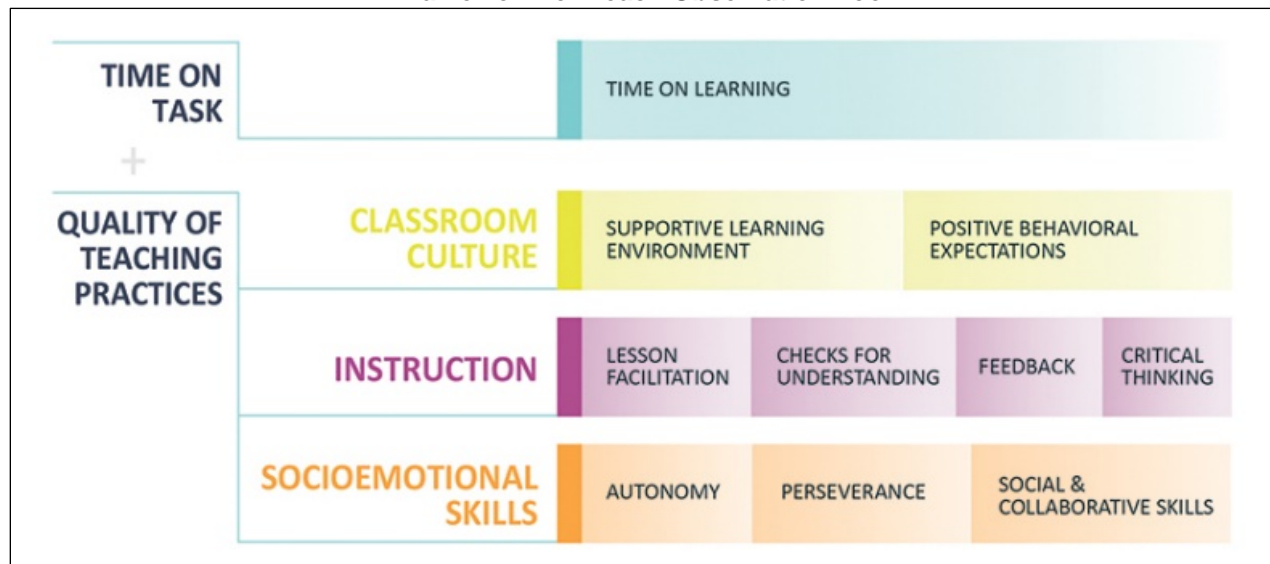 TIME ON
TASK
TIME ON LEARNING
+
QUALITY OF
TEACHING
PRACTICES
CLASSROOM
CULTURE
SUPPORTIVE LEARNING
ENVIRONMENT
POSITIVE BEHAVIORAL
EXPECTATIONS
INSTRUCTION
LESSON
FACILITATION
CHECKS FOR
UNDERSTANDING
FEEDBACK
CRITICAL
THINKING
SOCIOEMOTIONAL
SKILLS
AUTONOMY
PERSEVERANCE
SOCIAL &
COLLABORATIVE SKILLS